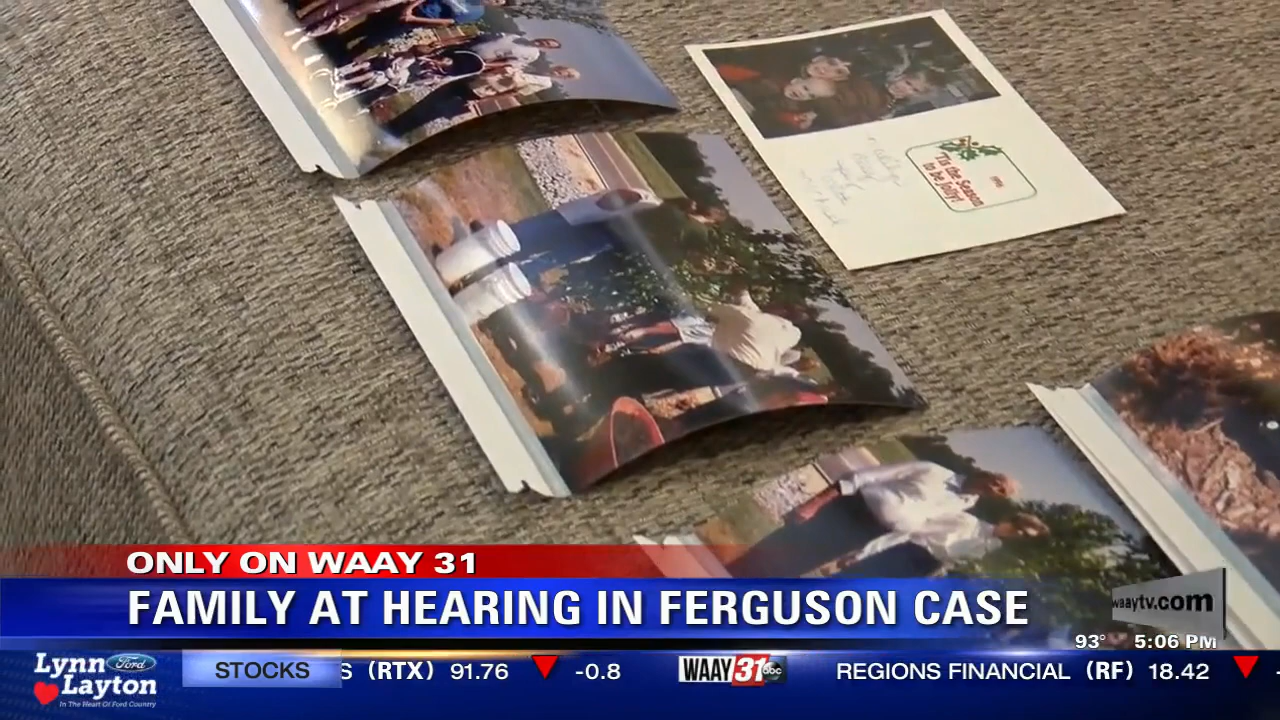 'Tis the Season
to be Jolly!
ONLY ON WAAY 31
FAMILY AT HEARING IN FERGUSON CASE
waaytv.com
93° 5:06 PM
Lynn Ford
Layton
In The Heart Of Ford Country
STOCKS
S (RTX) 91.76 ▼ -0.8
WAAY 31 abc
REGIONS FINANCIAL (RF) 18.42 ▼ -